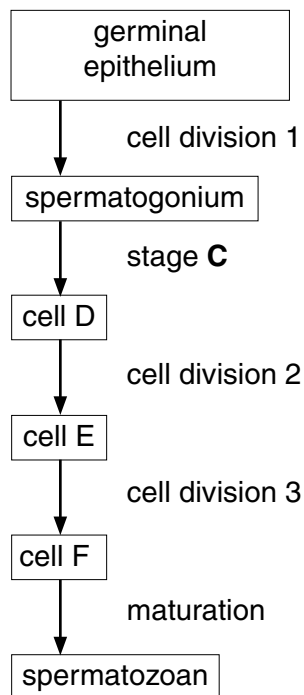 germinal
epithelium
cell division 1
spermatogonium
stage C
cell D
cell division 2
cell E
cell division 3
cell F
maturation
spermatozoan